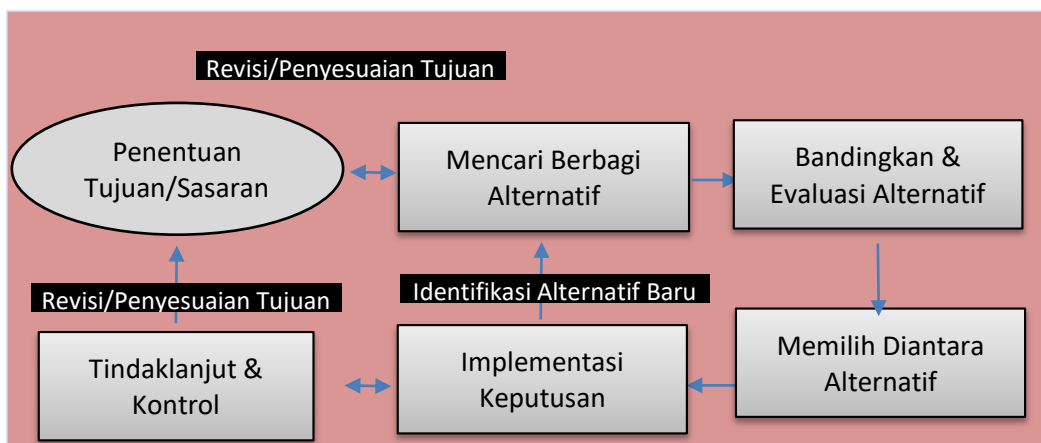 Revisi/Penyesuaian Tujuan
Penentuan
Tujuan/Sasaran
Mencari Berbagi
Alternatif
Bandingkan &
Evaluasi Alternatif
Revisi/Penyesuaian Tujuan
Identifikasi Alternatif Baru
Tindaklanjut &
Kontrol
Implementasi
Keputusan
Memilih Diantara
Alternatif